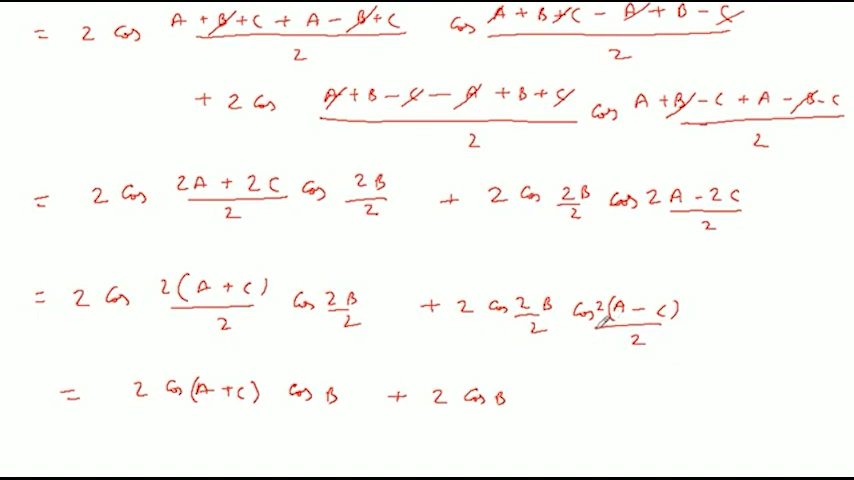 = 2 Cos (A + B + C + A - B + C)/2 Cos (A + B + C - A + B - C)/2
+ 2 Cos (A + B - C - A + B + C)/2 Cos (A + B - C + A - B - C)/2
= 2 Cos (2A + 2C)/2 Cos 2B/2 + 2 Cos 2B/2 Cos (2A - 2C)/2
= 2 Cos 2(A + C)/2 Cos 2B/2 + 2 Cos 2B/2 Cos 2(A - C)/2
= 2 Cos(A+C) Cos B + 2 Cos B